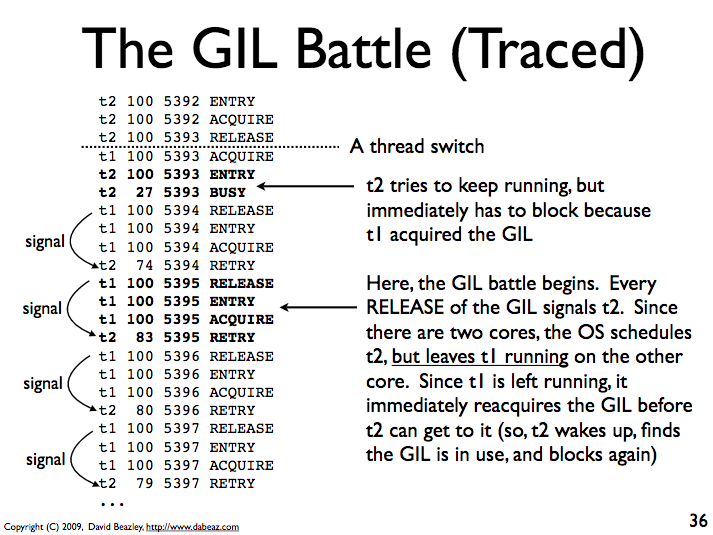 The GIL Battle (Traced)
t2 100 5392 ENTRY
t2 100 5392 ACQUIRE
t2 100 5393 RELEASE
A thread switch
t1 100 5393 ACQUIRE
t2 100 5393 ENTRY
t2 27 5393 BUSY
t2 tries to keep running, but
immediately has to block because
t1 acquired the GIL
t1 100 5394 RELEASE
t1 100 5394 ENTRY
t1 100 5394 ACQUIRE
t2 74 5394 RETRY
signal
t1 100 5395 RELEASE
t1 100 5395 ENTRY
t1 100 5395 ACQUIRE
t2 83 5395 RETRY
signal
Here, the GIL battle begins. Every
RELEASE of the GIL signals t2. Since
there are two cores, the OS schedules
t2, but leaves t1 running on the other
core. Since t1 is left running, it
immediately reacquires the GIL before
t2 can get to it (so, t2 wakes up, finds
the GIL is in use, and blocks again)
t1 100 5396 RELEASE
t1 100 5396 ENTRY
t1 100 5396 ACQUIRE
t2 80 5396 RETRY
signal
t1 100 5397 RELEASE
t1 100 5397 ENTRY
t1 100 5397 ACQUIRE
t2 79 5397 RETRY
signal
...
Copyright (C) 2009, David Beazley, http://www.dabeaz.com
36